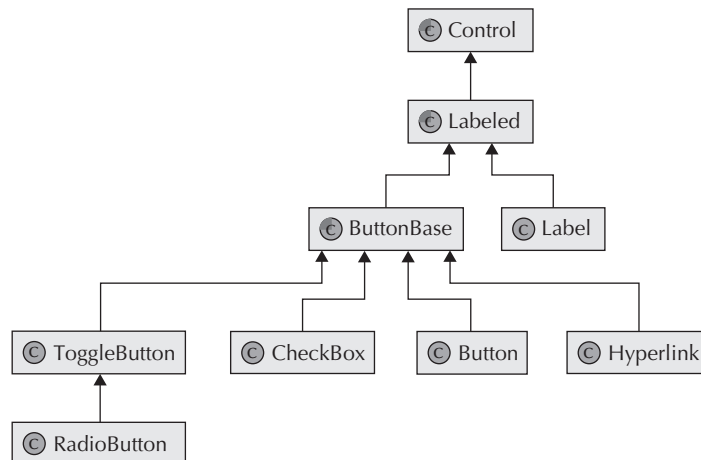 C Control
C Labeled
C ButtonBase
C Label
C ToggleButton
C CheckBox
C Button
C Hyperlink
C RadioButton